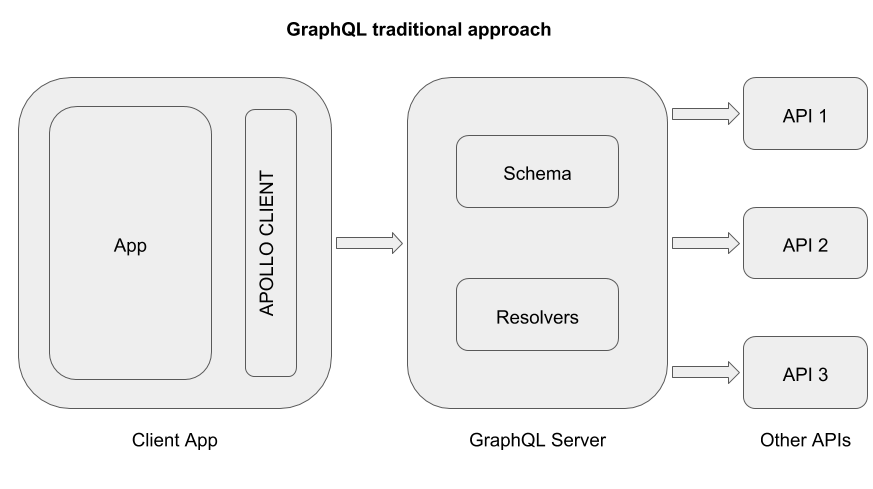 GraphQL traditional approach
App
APOLLO CLIENT
Schema
Resolvers
API 1
API 2
API 3
Client App
GraphQL Server
Other APIs